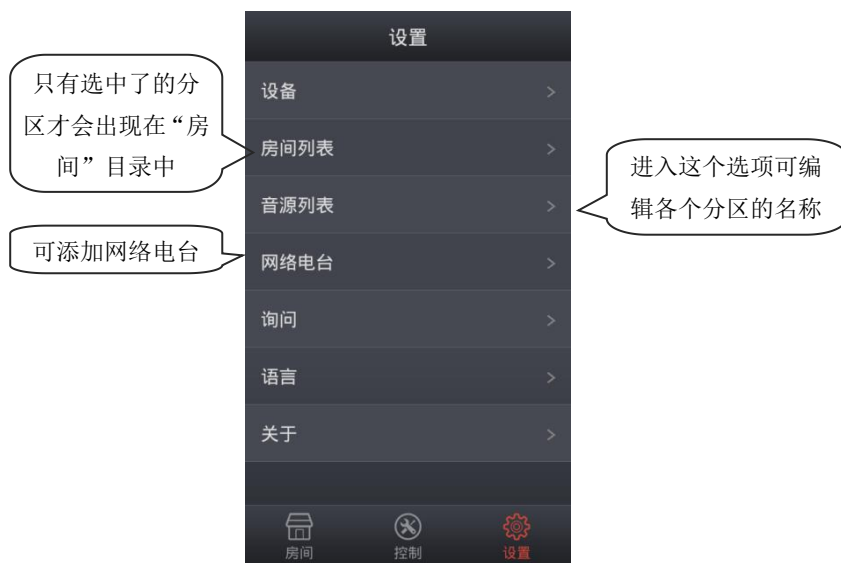 设置
只有选中了的分
区才会出现在“房
间”目录中
设备
房间列表
进入这个选项可编
辑各个分区的名称
音源列表
可添加网络电台
网络电台
询问
语言
关于
房间
控制
设置